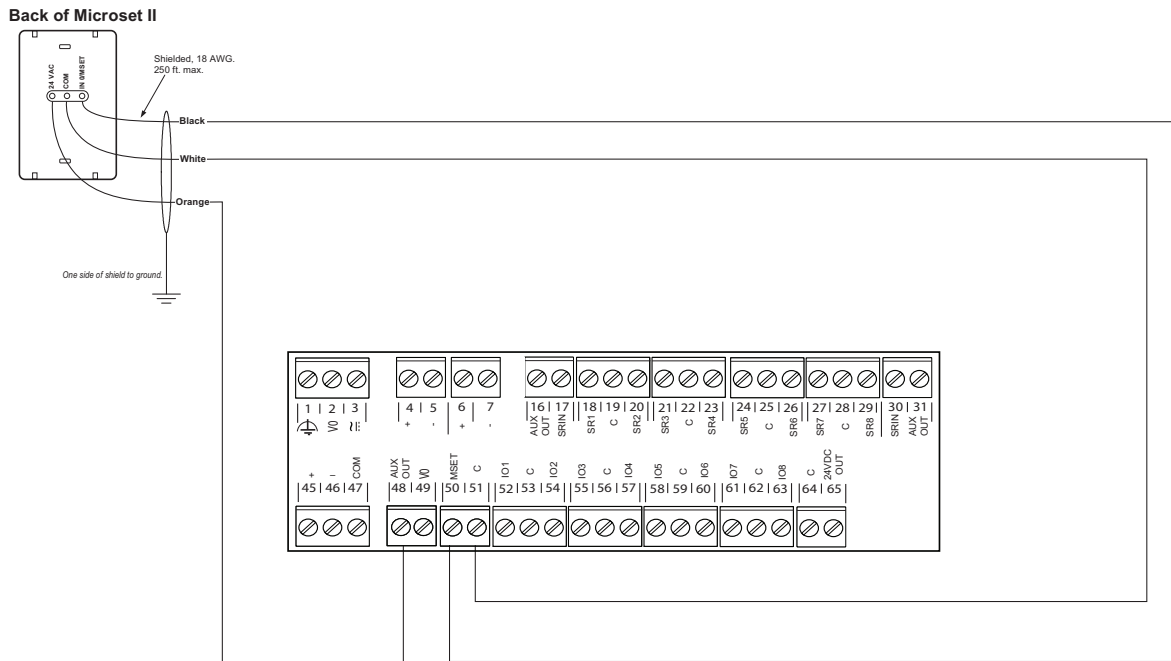 Back of Microset II
Shielded, 18 AWG.
250 ft. max.
24 VAC
COM
IN 0/MSET
Black
White
Orange
One side of shield to ground.
1 2 3
4 5
6 7
16 17
18 19 20
21 22 23
24 25 26
27 28 29
30 31
V0
+
-
+
-
AUX
OUT
SRIN
SR1
C
SR2
SR3
C
SR4
SR5
C
SR6
SR7
C
SR8
SRIN
AUX
OUT
+
–
COM
AUX
OUT
V0
MSET
C
IO1
C
IO2
IO3
C
IO4
IO5
C
IO6
IO7
C
IO8
C
24VDC
OUT
45 46 47
48 49
50 51
52 53 54
55 56 57
58 59 60
61 62 63
64 65